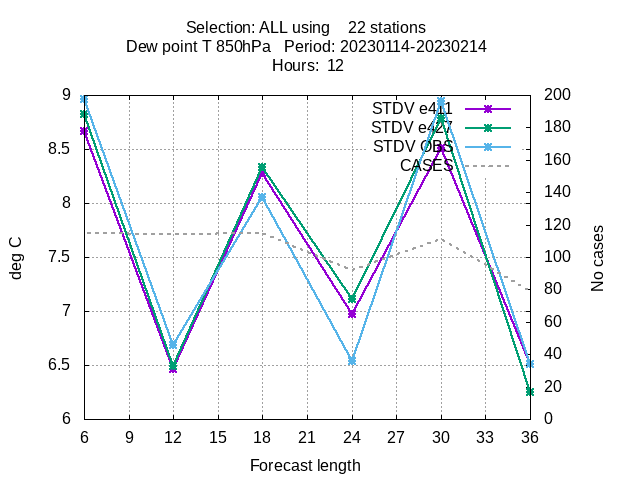 Selection: ALL using    22 stations
Dew point T 850hPa   Period: 20230114-20230214
Hours:  12
STDV e411
STDV e427
STDV OBS
CASES
9
8.5
8
7.5
7
6.5
6
200
180
160
140
120
100
80
60
40
20
0
deg C
No cases
6 9 12 15 18 21 24 27 30 33 36
Forecast length